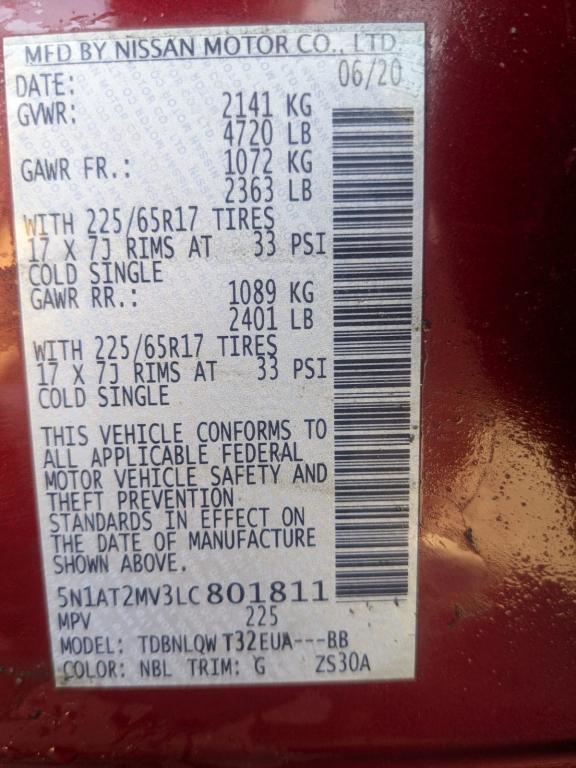 MFD BY NISSAN MOTOR CO., LTD.
DATE: 06/20
GVWR: 2141 KG
4720 LB
GAWR FR.: 1072 KG
2363 LB
WITH 225/65R17 TIRES
17 X 7J RIMS AT 33 PSI
COLD SINGLE
GAWR RR.: 1089 KG
2401 LB
WITH 225/65R17 TIRES
17 X 7J RIMS AT 33 PSI
COLD SINGLE
THIS VEHICLE CONFORMS TO
ALL APPLICABLE FEDERAL
MOTOR VEHICLE SAFETY AND
THEFT PREVENTION
STANDARDS IN EFFECT ON
THE DATE OF MANUFACTURE
SHOWN ABOVE.
5N1AT2MV3LC801811
MPV 225
MODEL: TDBNLQWT32EUA---BB
COLOR: NBL TRIM: G ZS30A